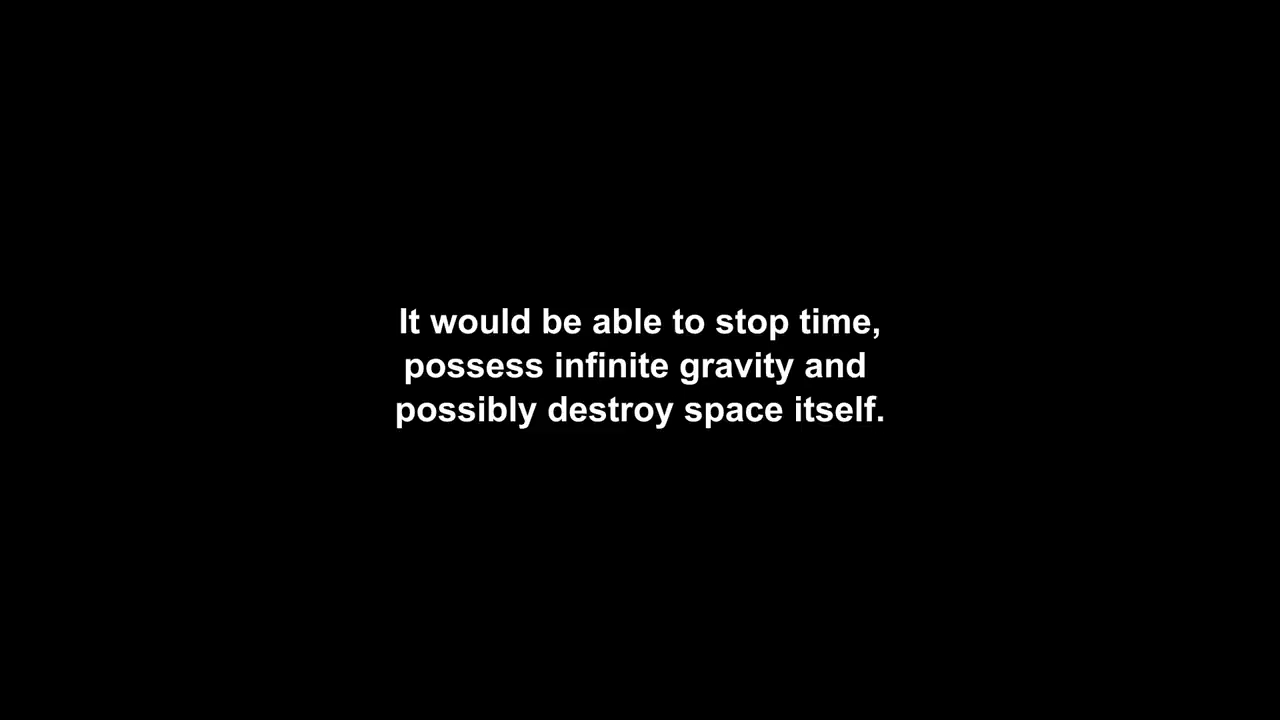 It would be able to stop time,
possess infinite gravity and
possibly destroy space itself.